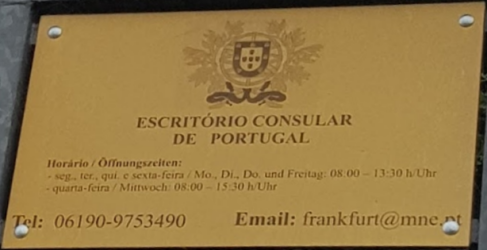 ESCRITÓRIO CONSULAR
DE PORTUGAL
Horário / Öffnungszeiten:
- seg., ter., qui. e sexta-feira / Mo., Di., Do. und Freitag: 08:00 – 13:30 h/Uhr
- quarta-feira / Mittwoch: 08:00 – 15:30 h/Uhr
Tel: 06190-9753490 Email: frankfurt@mne.pt